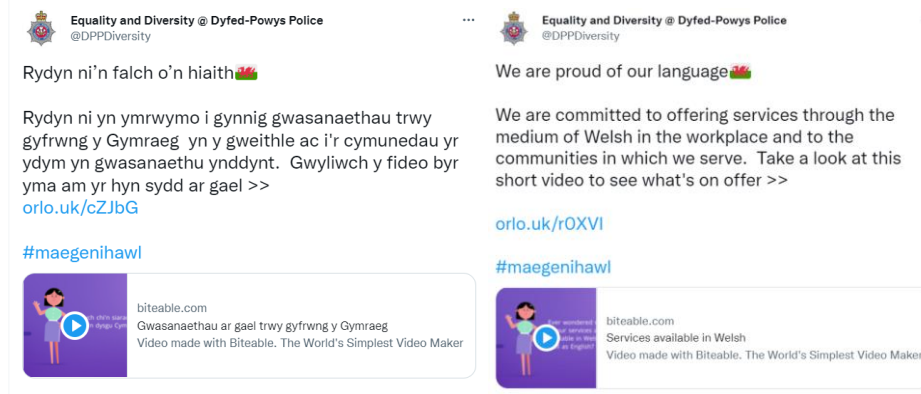 Equality and Diversity @ Dyfed-Powys Police
@DPPDiversity
Rydyn ni’n falch o’n hiaith
Rydyn ni yn ymrwymo i gynnig gwasanaethau trwy
gyfrwng y Gymraeg yn y gweithle ac i'r cymunedau yr
ydym yn gwasanaethu ynddynt. Gwyliwch y fideo byr
yma am yr hyn sydd ar gael >>
orlo.uk/cZJbG
#maegenihawl
biteable.com
Gwasanaethau ar gael trwy gyfrwng y Gymraeg
Video made with Biteable. The World's Simplest Video Maker
Equality and Diversity @ Dyfed-Powys Police
@DPPDiversity
We are proud of our language
We are committed to offering services through the
medium of Welsh in the workplace and to the
communities in which we serve. Take a look at this
short video to see what's on offer >>
orlo.uk/r0XVI
#maegenihawl
Ever wondered
as English?
biteable.com
Services available in Welsh
Video made with Biteable. The World's Simplest Video Maker